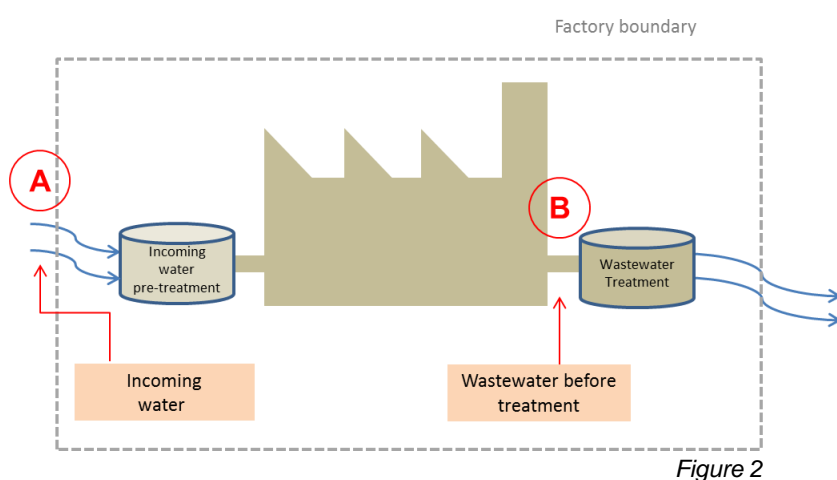 Factory boundary
A
B
Incoming
water
pre-treatment
Wastewater
Treatment
Incoming
water
Wastewater before
treatment
Figure 2